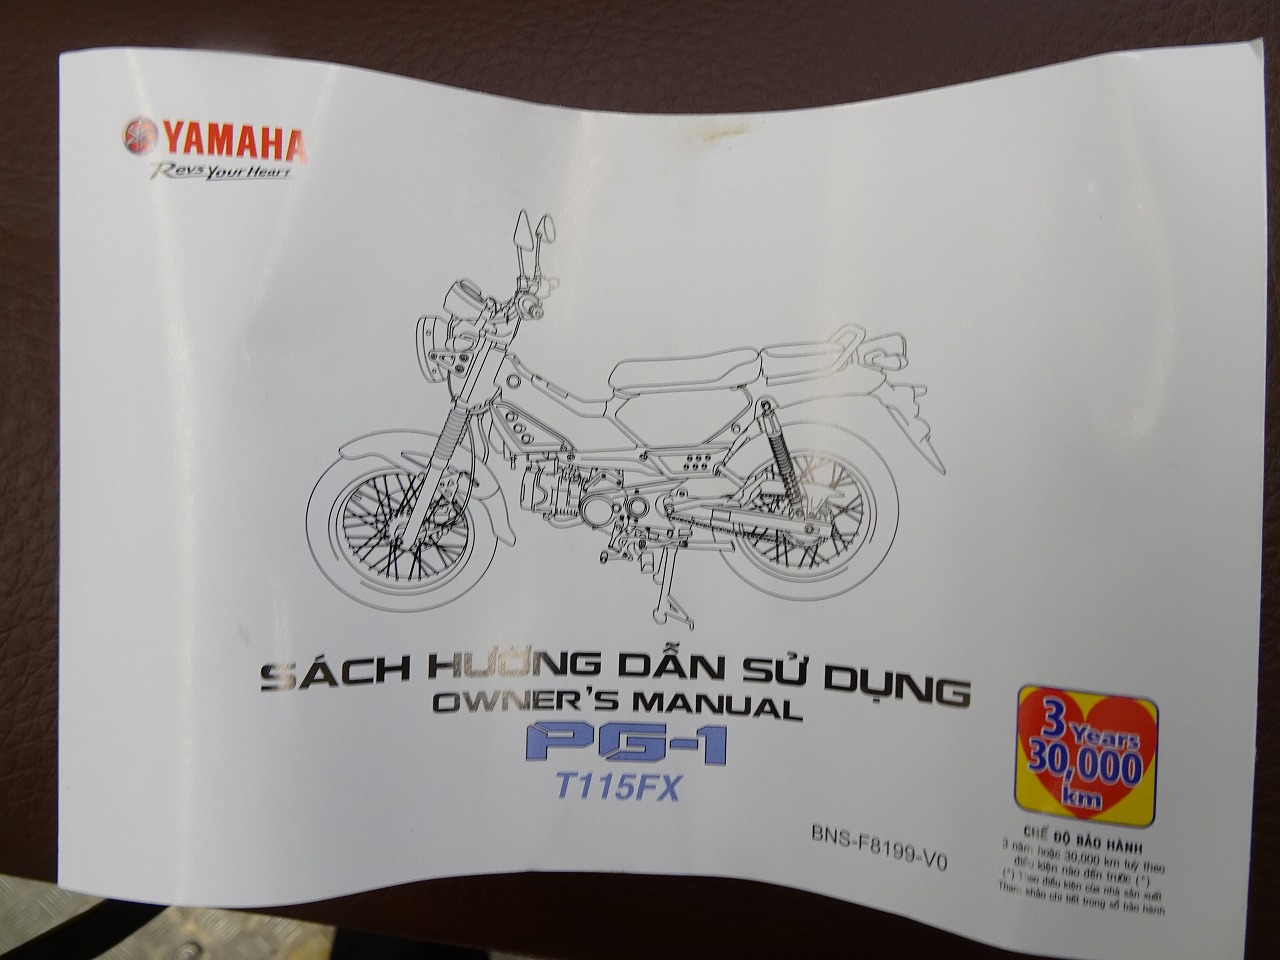 YAMAHA
Revs Your Heart
SÁCH HƯỚNG DẪN SỬ DỤNG
OWNER'S MANUAL
PG-1
T115FX
3 Years
30,000
km
BNS-F8199-V0
CHẾ ĐỘ BẢO HÀNH
3 năm hoặc 30,000 km tuỳ theo
điều kiện nào đến trước (*)
(*) Theo điều kiện của nhà sản xuất
Tham khảo chi tiết trong sổ bảo hành